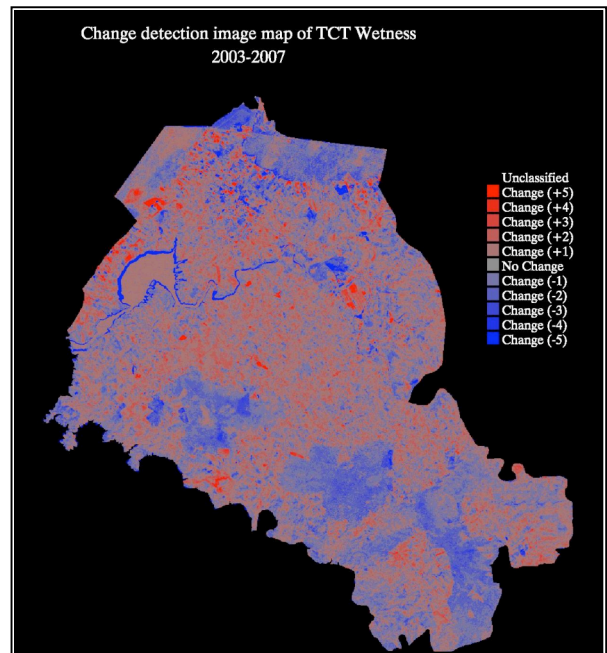 Change detection image map of TCT Wetness
2003-2007
Unclassified
Change (+5)
Change (+4)
Change (+3)
Change (+2)
Change (+1)
No Change
Change (-1)
Change (-2)
Change (-3)
Change (-4)
Change (-5)